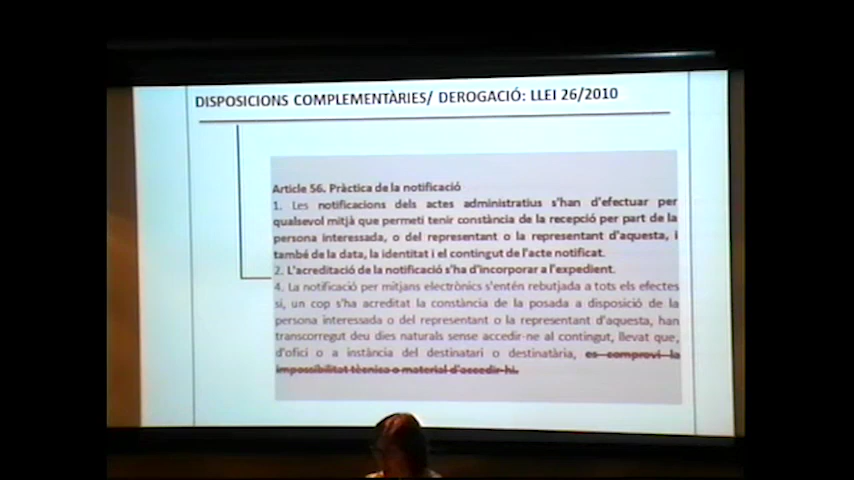 DISPOSICIONS COMPLEMENTÀRIES/ DEROGACIÓ: LLEI 26/2010
Article 56. Pràctica de la notificació
1. Les notificacions dels actes administratius s'han d'efectuar per
qualsevol mitjà que permeti tenir constància de la recepció per part de la
persona interessada, o del representant o la representant d'aquesta, i
també de la data, la identitat i el contingut de l'acte notificat.
2. L'acreditació de la notificació s'ha d'incorporar a l'expedient.
4. La notificació per mitjans electrònics s'entén rebutjada a tots els efectes
si, un cop s'ha acreditat la constància de la posada a disposició de la
persona interessada o del representant o la representant d'aquesta, han
transcorregut deu dies naturals sense accedir-ne al contingut, llevat que,
d'ofici o a instància del destinatari o destinatària, es comprovi la
impossibilitat tècnica o material d'accedir-hi.